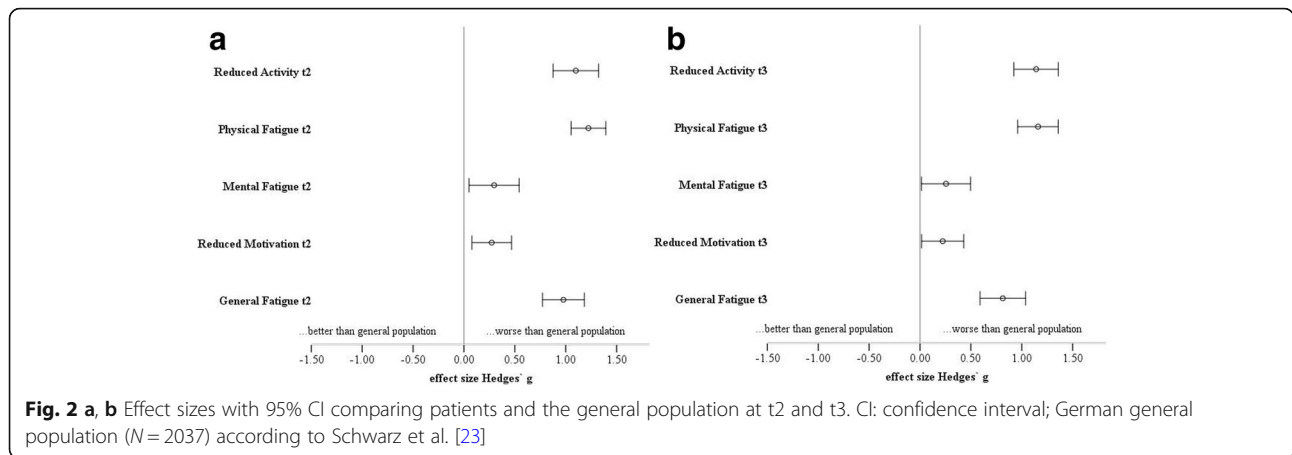 a
Reduced Activity t2
Physical Fatigue t2
Mental Fatigue t2
Reduced Motivation t2
General Fatigue t2
...better than general population ...worse than general population
-1.50 -1.00 -0.50 0.00 0.50 1.00 1.50
effect size Hedges` g
b
Reduced Activity t3
Physical Fatigue t3
Mental Fatigue t3
Reduced Motivation t3
General Fatigue t3
...better than general population ...worse than general population
-1.50 -1.00 -0.50 0.00 0.50 1.00 1.50
effect size Hedges` g
Fig. 2 a, b Effect sizes with 95% CI comparing patients and the general population at t2 and t3. CI: confidence interval; German general
population (N = 2037) according to Schwarz et al. [23]